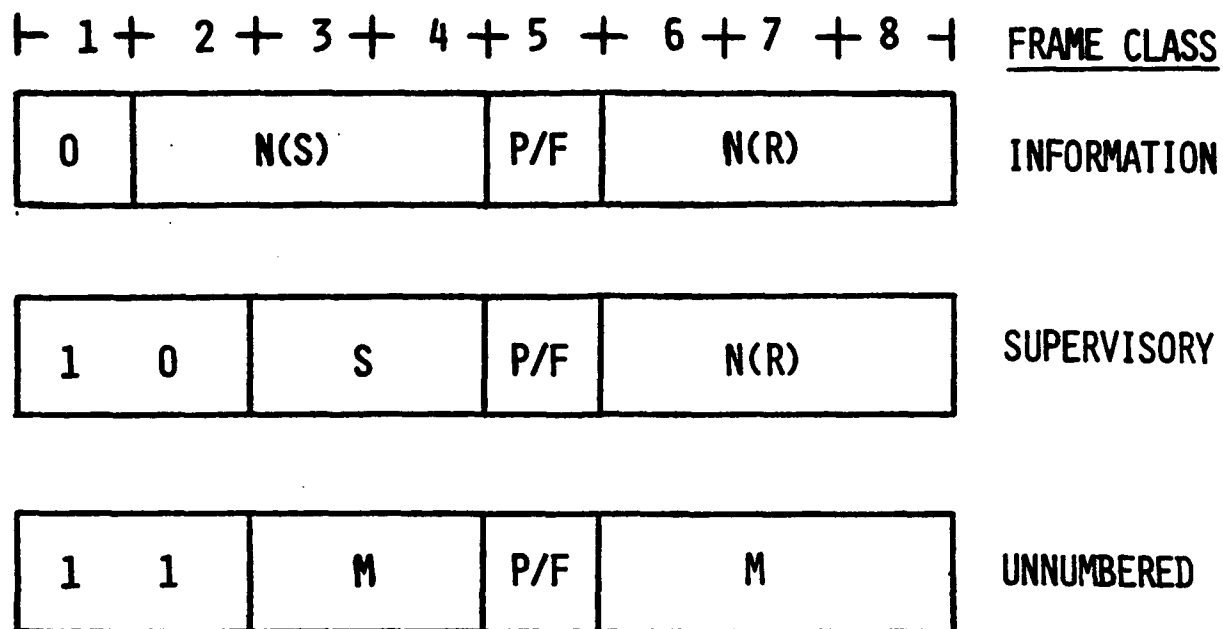 1 2 3 4 5 6 7 8 FRAME CLASS
0 N(S) P/F N(R) INFORMATION
1 0 S P/F N(R) SUPERVISORY
1 1 M P/F M UNNUMBERED